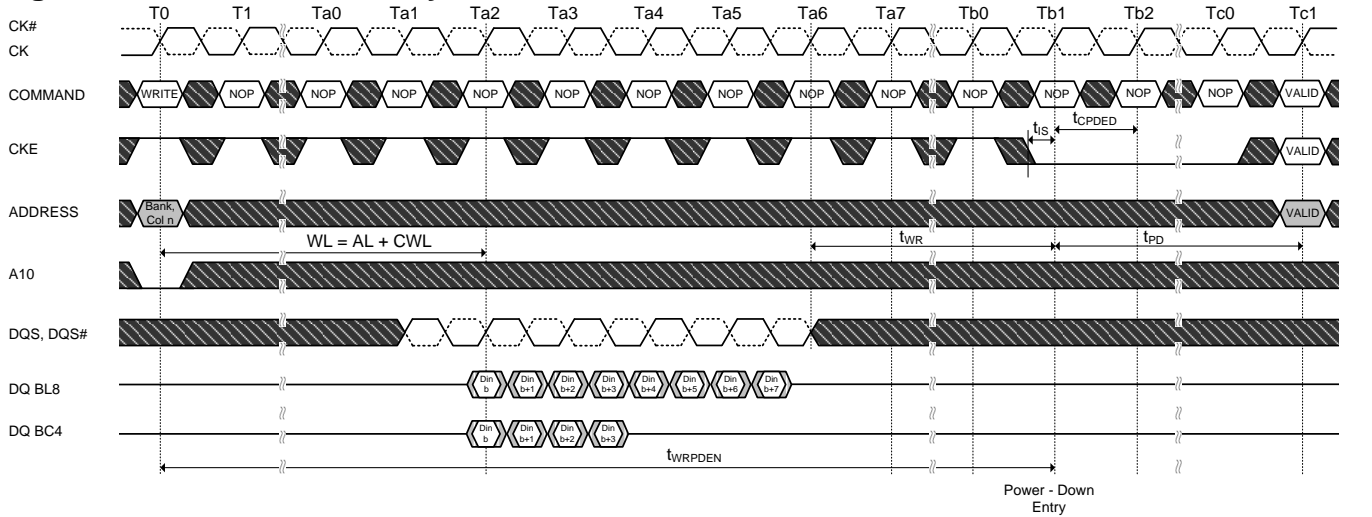 T0 T1 Ta0 Ta1 Ta2 Ta3 Ta4 Ta5 Ta6 Ta7 Tb0 Tb1 Tb2 Tc0 Tc1
CK#
CK
COMMAND WRITE NOP NOP NOP NOP NOP NOP NOP NOP NOP NOP NOP NOP NOP VALID
tIS tCPDED
CKE VALID
ADDRESS Bank, Col n VALID
WL = AL + CWL tWR tPD
A10
DQS, DQS#
DQ BL8 Din b Din b+1 Din b+2 Din b+3 Din b+4 Din b+5 Din b+6 Din b+7
DQ BC4 Din b Din b+1 Din b+2 Din b+3
tWRPDEN
Power - Down
Entry